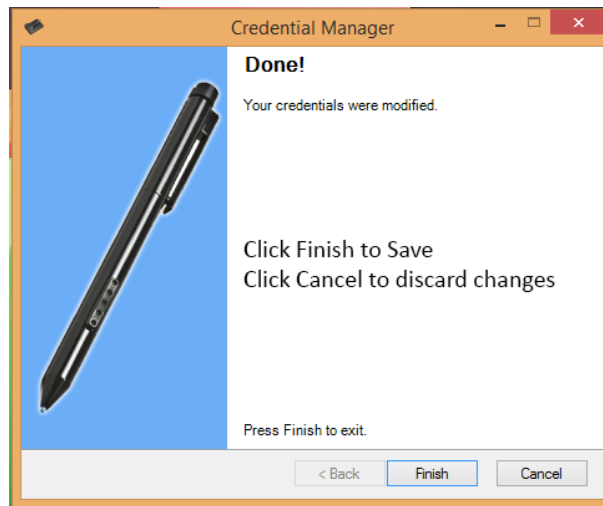 Credential Manager
Done!
Your credentials were modified.
Click Finish to Save
Click Cancel to discard changes
Press Finish to exit.
< Back
Finish
Cancel